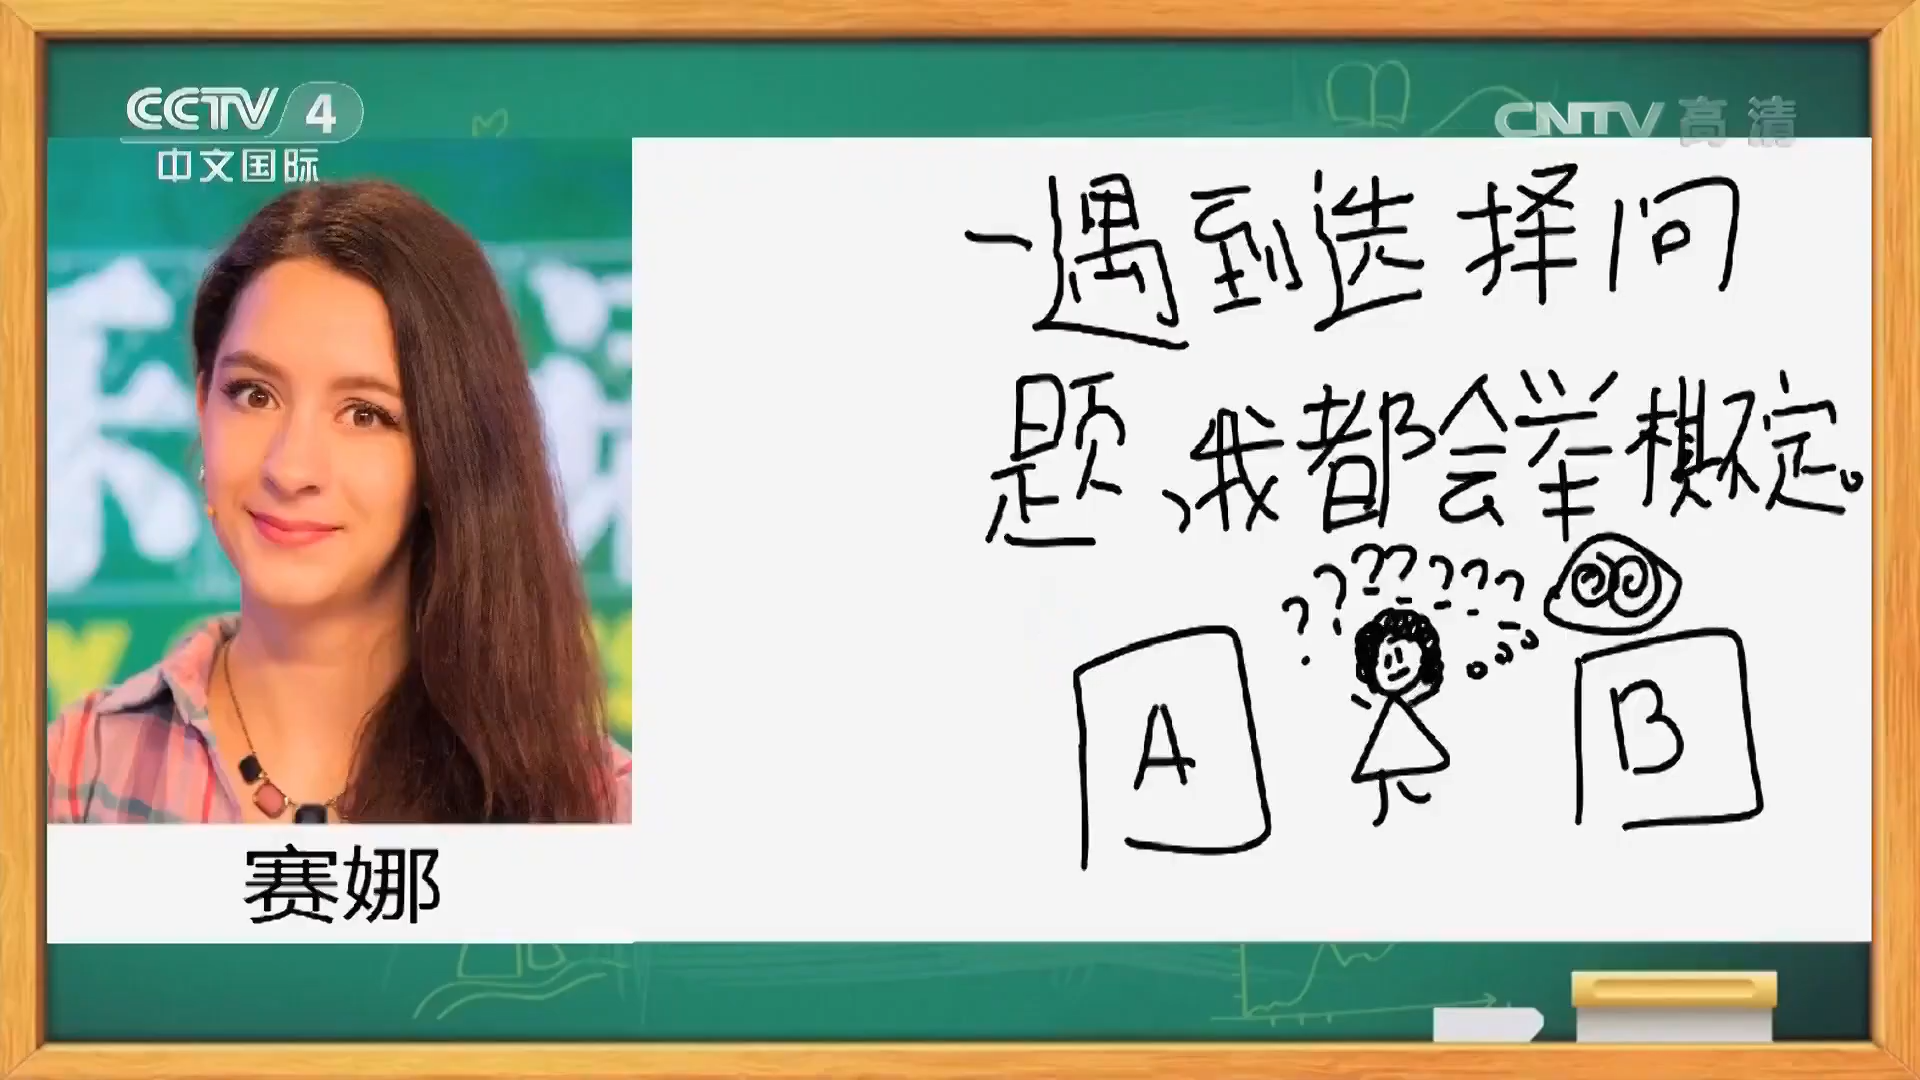 CCTV 4
中文国际
CNTV 高清
一遇到选择问
题,我都会举棋不定。
? ? ? ? ? ? ?
A
B
赛娜